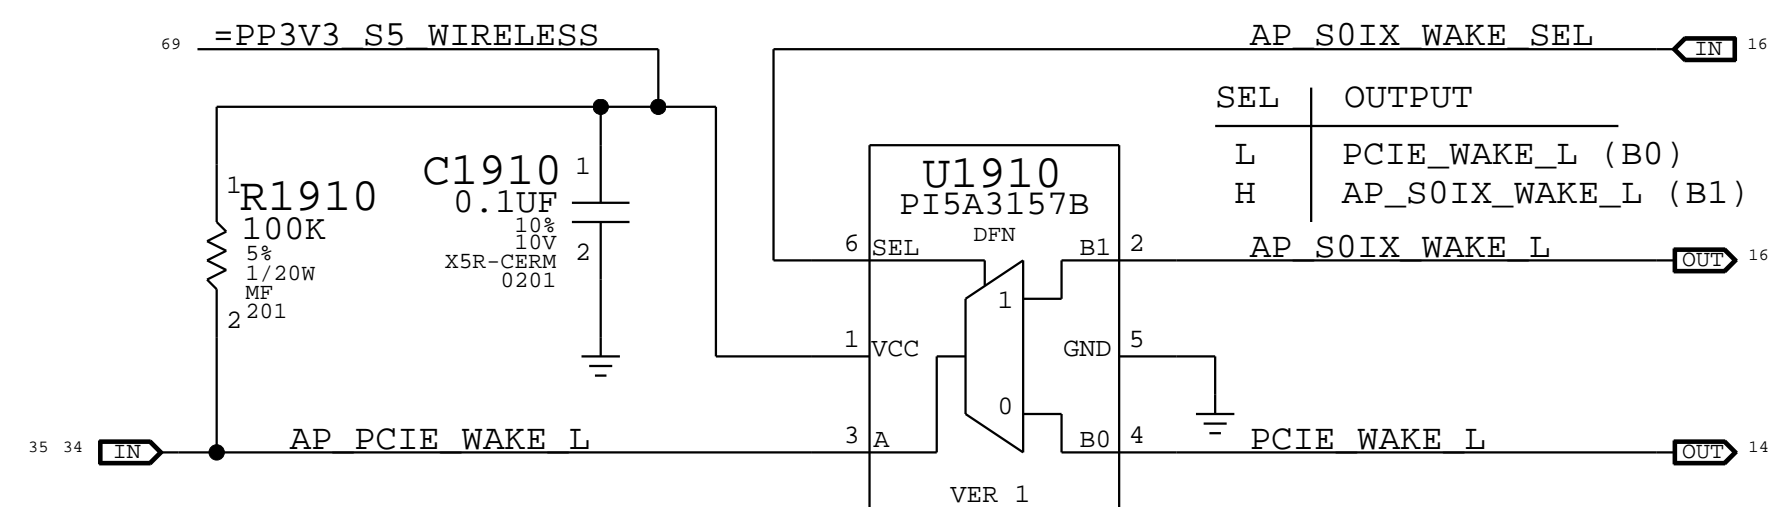 69 =PP3V3_S5_WIRELESS
AP_S0IX_WAKE_SEL IN 16
SEL OUTPUT
L PCIE_WAKE_L (B0)
H AP_S0IX_WAKE_L (B1)
1
R1910
100K
5%
1/20W
MF
201
2
C1910 1
0.1UF
10%
10V
X5R-CERM 2
0201
U1910
PI5A3157B
DFN
6 SEL B1 2 AP_S0IX_WAKE_L OUT 16
1
1 VCC GND 5
0
35 34 IN AP_PCIE_WAKE_L 3 A B0 4 PCIE_WAKE_L OUT 14
VER 1